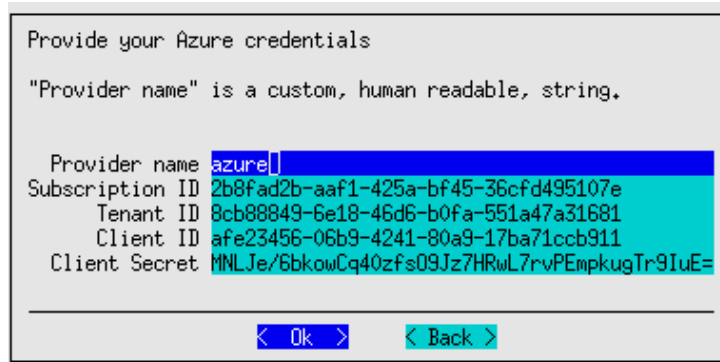 Provide your Azure credentials
"Provider name" is a custom, human readable, string.
Provider name azure
Subscription ID 2b8fad2b-aaf1-425a-bf45-36cfd495107e
Tenant ID 8cb88849-6e18-46d6-b0fa-551a47a31681
Client ID afe23456-06b9-4241-80a9-17ba71ccb911
Client Secret MNLJe/6bkowCq40zfsO9Jz7HRwL7rvPEmpkugTr9IuE=
< Ok > < Back >